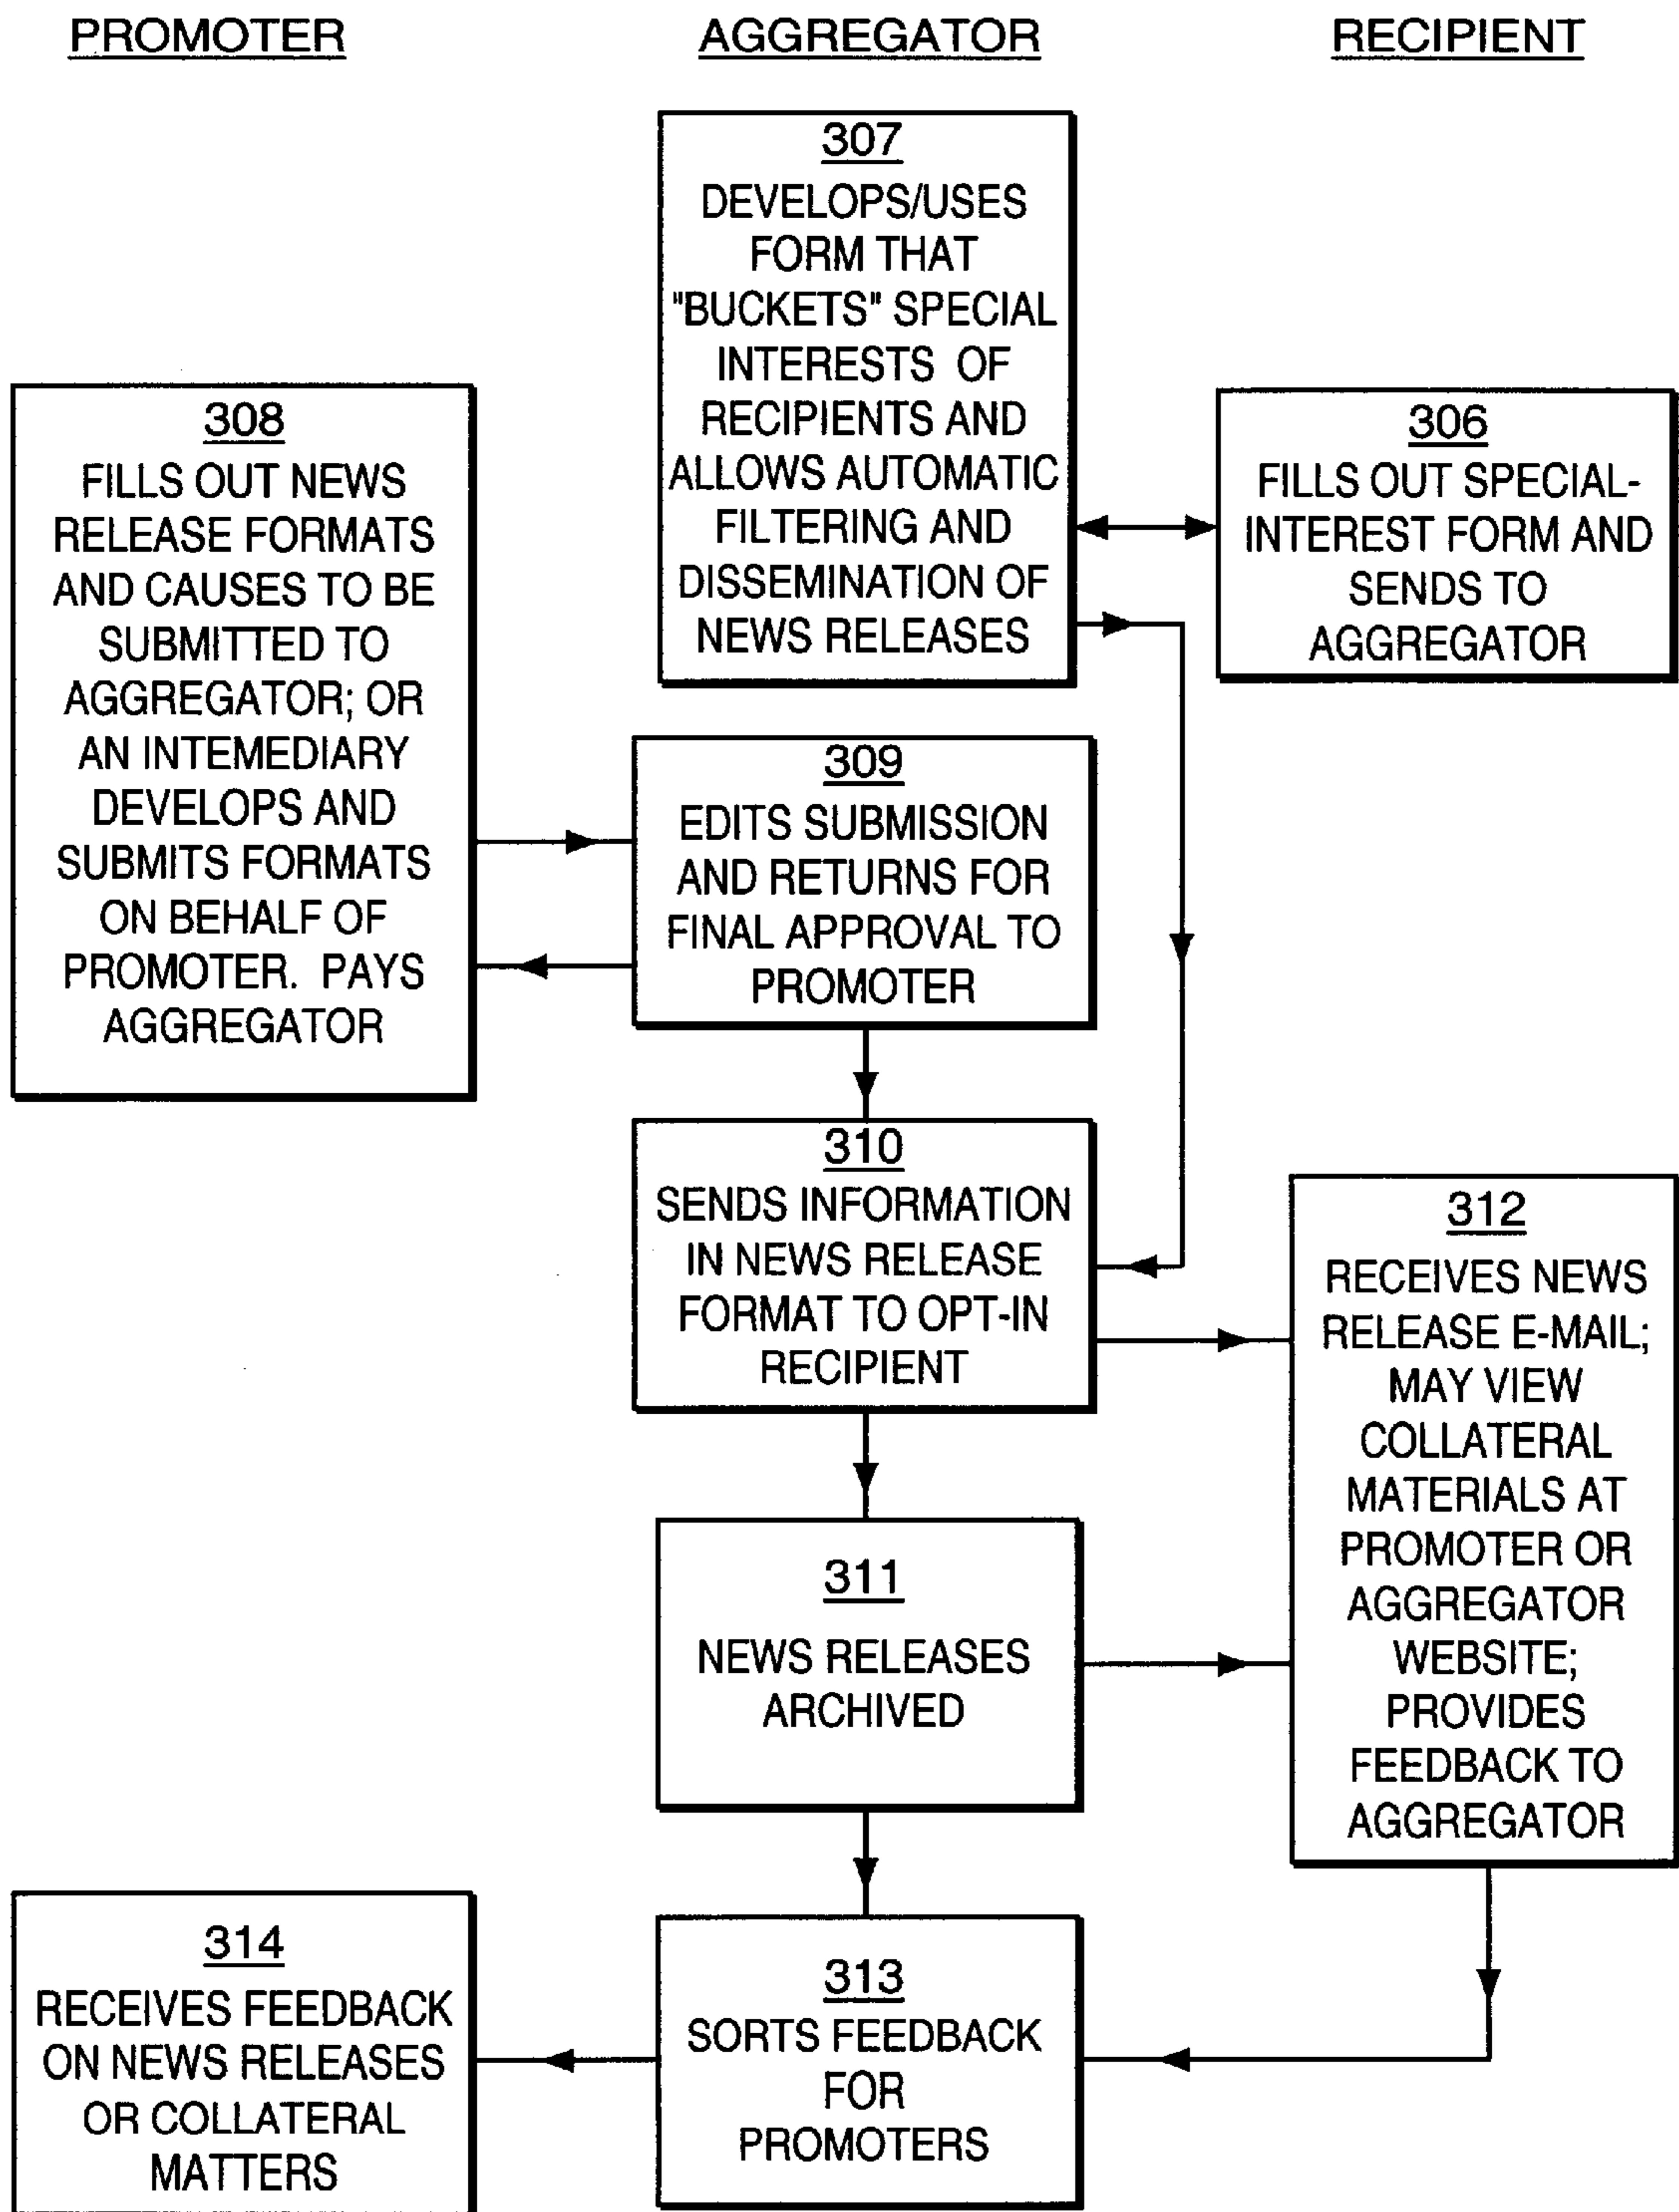 PROMOTER
AGGREGATOR
RECIPIENT
307
DEVELOPS/USES
FORM THAT
"BUCKETS" SPECIAL
INTERESTS OF
RECIPIENTS AND
ALLOWS AUTOMATIC
FILTERING AND
DISSEMINATION OF
NEWS RELEASES
308
FILLS OUT NEWS
RELEASE FORMATS
AND CAUSES TO BE
SUBMITTED TO
AGGREGATOR; OR
AN INTEMEDIARY
DEVELOPS AND
SUBMITS FORMATS
ON BEHALF OF
PROMOTER. PAYS
AGGREGATOR
306
FILLS OUT SPECIAL-
INTEREST FORM AND
SENDS TO
AGGREGATOR
309
EDITS SUBMISSION
AND RETURNS FOR
FINAL APPROVAL TO
PROMOTER
310
SENDS INFORMATION
IN NEWS RELEASE
FORMAT TO OPT-IN
RECIPIENT
312
RECEIVES NEWS
RELEASE E-MAIL;
MAY VIEW
COLLATERAL
MATERIALS AT
PROMOTER OR
AGGREGATOR
WEBSITE;
PROVIDES
FEEDBACK TO
AGGREGATOR
311
NEWS RELEASES
ARCHIVED
314
RECEIVES FEEDBACK
ON NEWS RELEASES
OR COLLATERAL
MATTERS
313
SORTS FEEDBACK
FOR
PROMOTERS